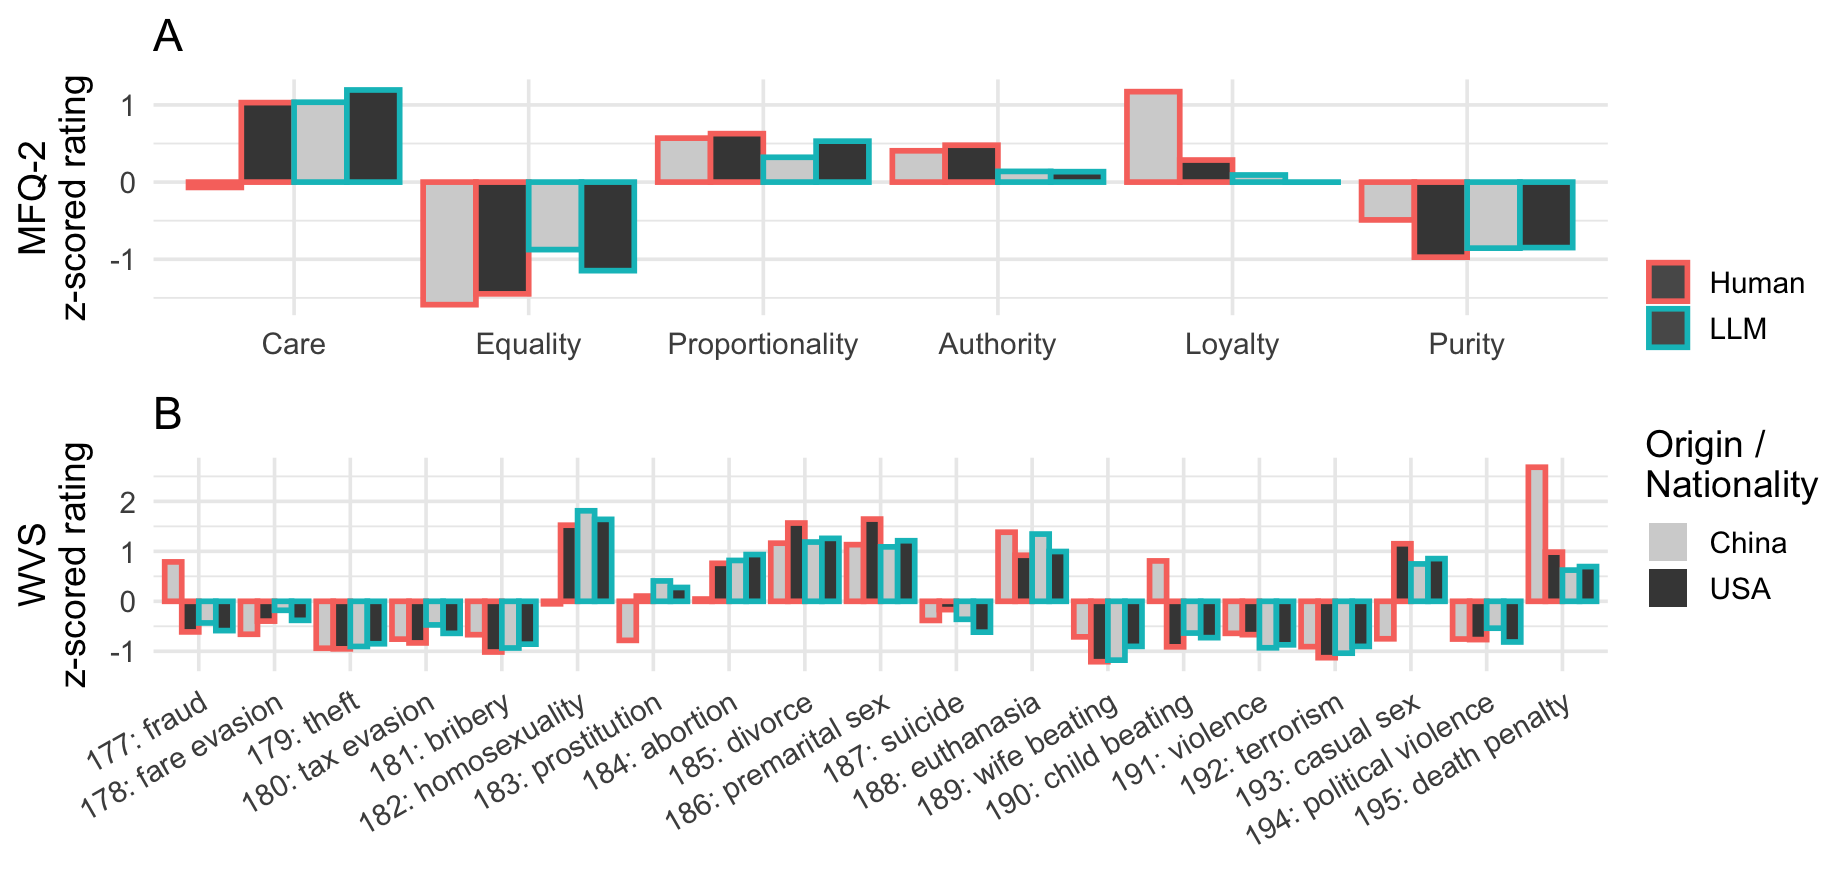 A
MFQ-2
z-scored rating
1
0
-1
Care
Equality
Proportionality
Authority
Loyalty
Purity
Human
LLM
B
WVS
z-scored rating
2
1
0
-1
177: fraud
178: fare evasion
179: theft
180: tax evasion
181: bribery
182: homosexuality
183: prostitution
184: abortion
185: divorce
186: premarital sex
187: suicide
188: euthanasia
189: wife beating
190: child beating
191: violence
192: terrorism
193: casual sex
194: political violence
195: death penalty
Origin /
Nationality
China
USA